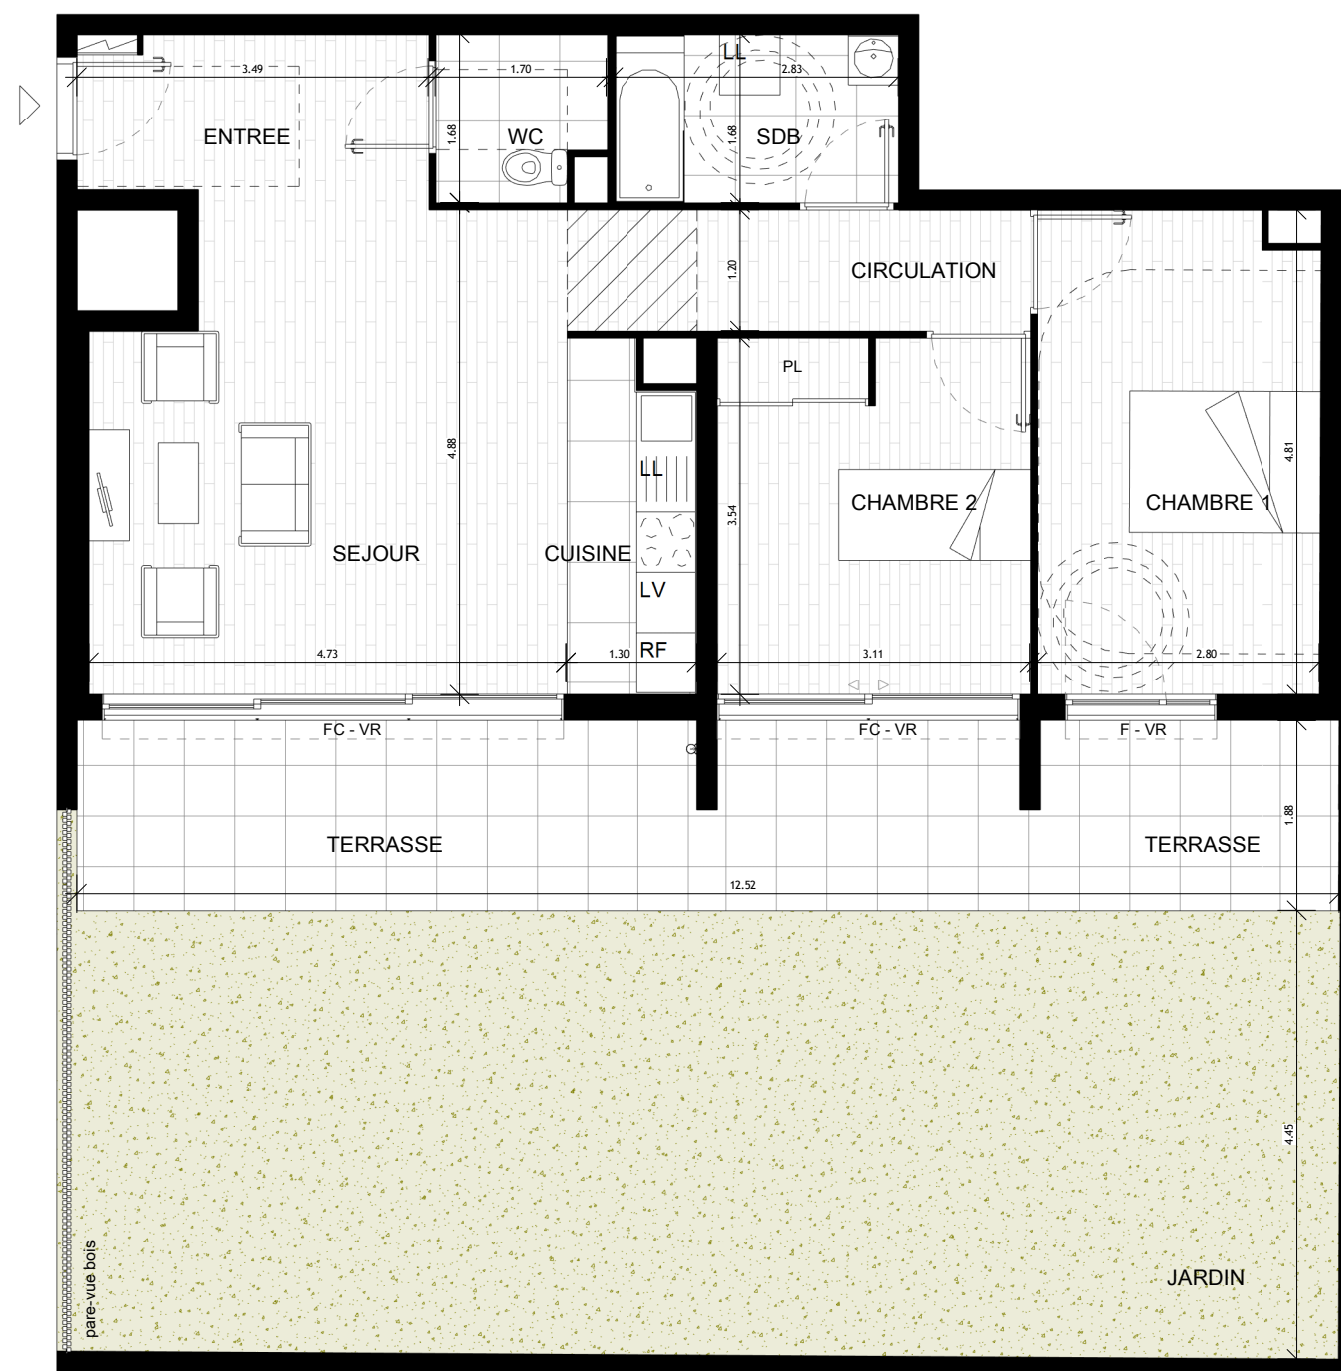 3.49
1.70
LL
2.83
ENTREE
1.68
WC
1.68
SDB
1.20
CIRCULATION
PL
4.88
4.81
LL
3.54
CHAMBRE 2
CHAMBRE 1
SEJOUR
CUISINE
LV
RF
4.73
1.30
3.11
2.80
FC - VR
FC - VR
F - VR
1.88
TERRASSE
TERRASSE
12.52
4.45
pare-vue bois
JARDIN